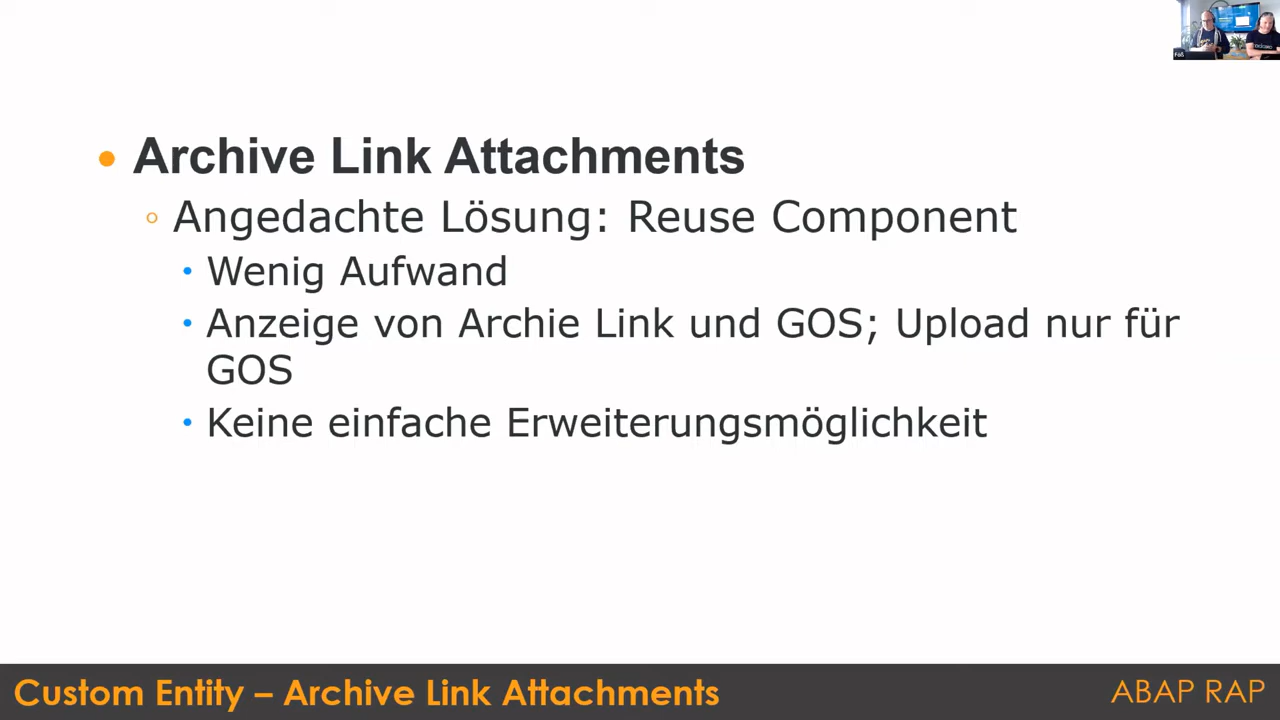 Archive Link Attachments
Angedachte Lösung: Reuse Component
Wenig Aufwand
Anzeige von Archie Link und GOS; Upload nur für
GOS
Keine einfache Erweiterungsmöglichkeit
Custom Entity – Archive Link Attachments
ABAP RAP